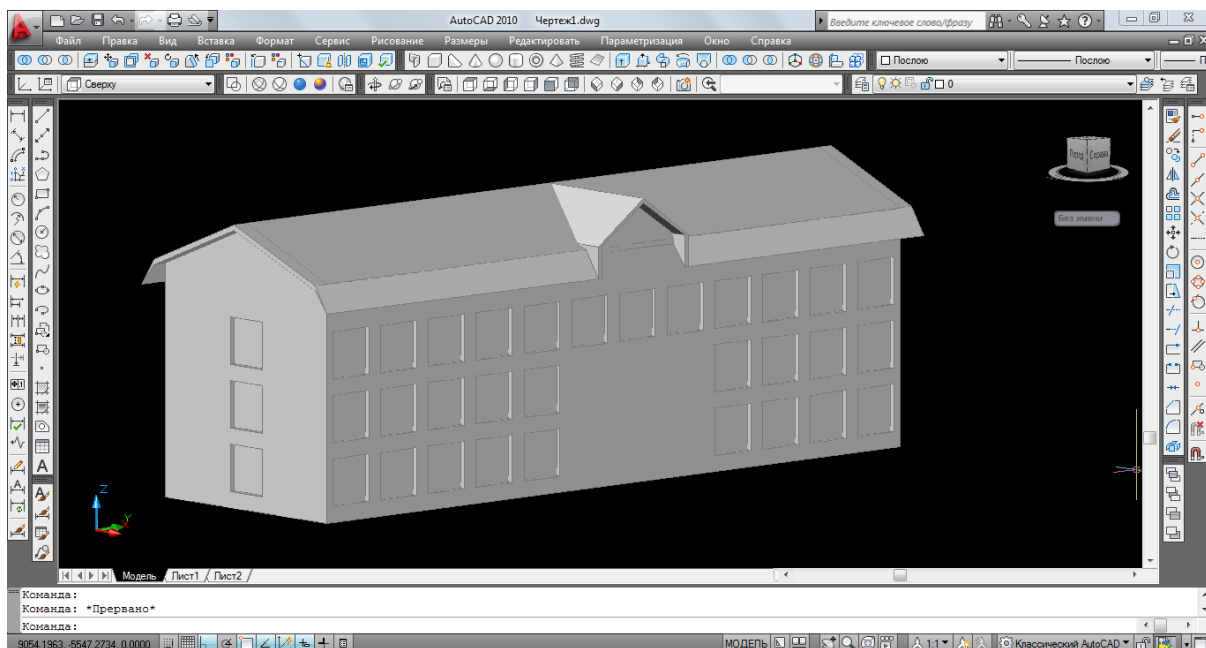 AutoCAD 2010 Чертеж1.dwg
Введите ключевое слово/фразу
Файл Правка Вид Вставка Формат Сервис Рисование Размеры Редактировать Параметризация Окно Справка
Послою
Послою
Сверху
0
Перед Справа
Без имени
A
A
Z
Y
X
Модель Лист1 Лист2
Команда:
Команда: *Прервано*
Команда:
9054.1963, -5547.2734, 0.0000
МОДЕЛЬ
1:1
Классический AutoCAD